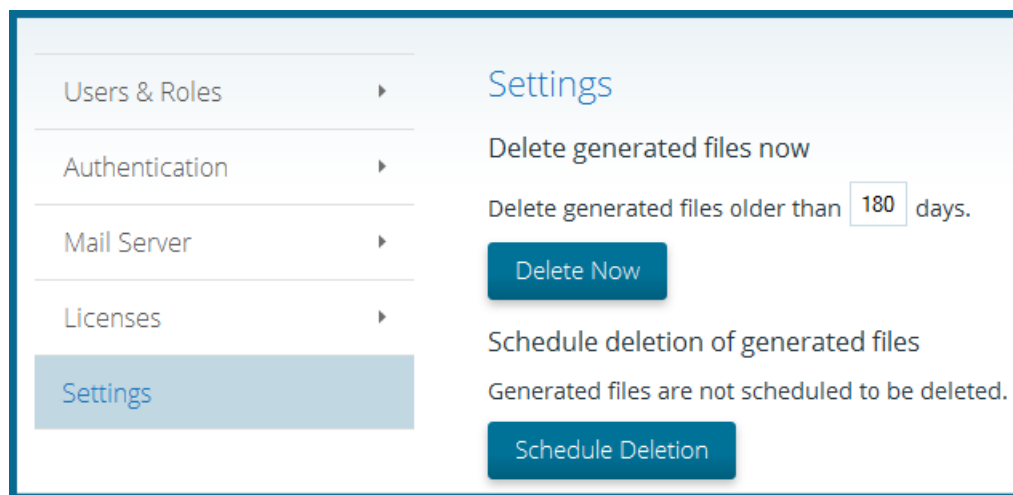 Users & Roles
Authentication
Mail Server
Licenses
Settings
Settings
Delete generated files now
Delete generated files older than 180 days.
Delete Now
Schedule deletion of generated files
Generated files are not scheduled to be deleted.
Schedule Deletion